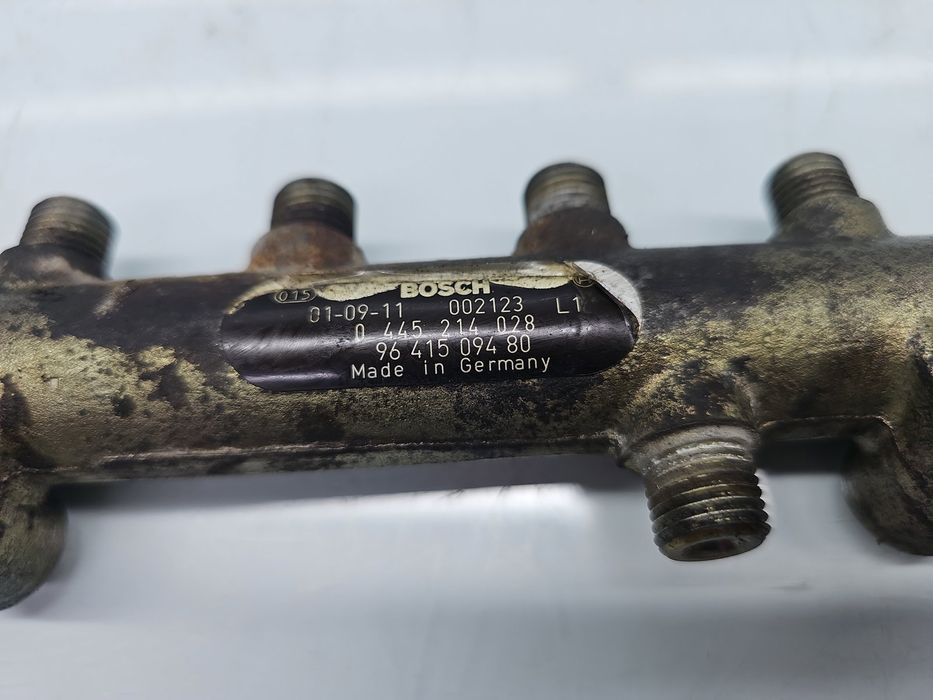 015 BOSCH
01-09-11 002123 L1
0 445 214 028
96 415 094 80
Made in Germany